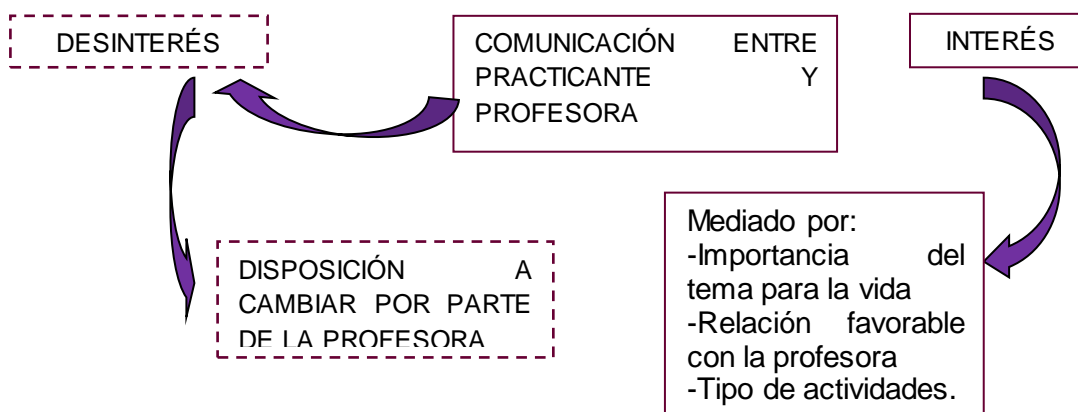 DESINTERÉS
COMUNICACIÓN ENTRE
PRACTICANTE Y
PROFESORA
INTERÉS
DISPOSICIÓN A
CAMBIAR POR PARTE
DE LA PROFESORA
Mediado por:
-Importancia del
tema para la vida
-Relación favorable
con la profesora
-Tipo de actividades.